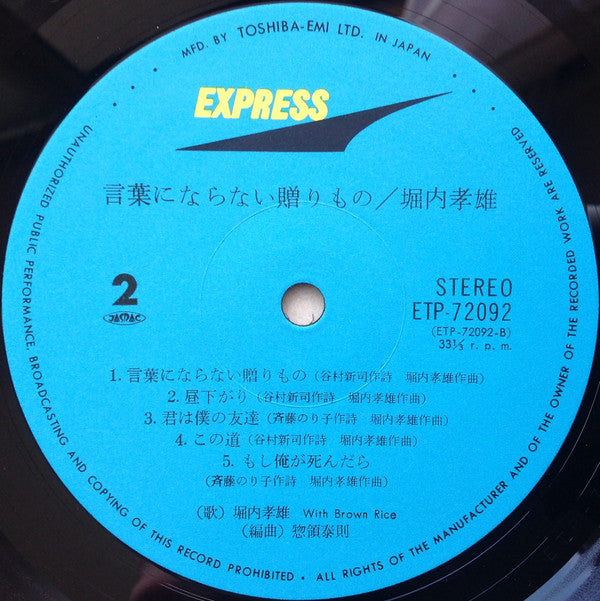 MFD. BY TOSHIBA-EMI LTD. IN JAPAN
EXPRESS
言葉にならない贈りもの／堀内孝雄
2
JASRAC
STEREO
ETP-72092
(ETP-72092-B)
33⅓ r. p. m.
1. 言葉にならない贈りもの (谷村新司作詩 堀内孝雄作曲)
2. 昼下がり (谷村新司作詩 堀内孝雄作曲)
3. 君は僕の友達 (斉藤のり子作詩 堀内孝雄作曲)
4. この道 (谷村新司作詩 堀内孝雄作曲)
5. もし俺が死んだら
(斉藤のり子作詩 堀内孝雄作曲)
(歌) 堀内孝雄 With Brown Rice
(編曲) 惣領泰則
UNAUTHORIZED PUBLIC PERFORMANCE, BROADCASTING AND COPYING OF THIS RECORD PROHIBITED • ALL RIGHTS OF THE MANUFACTURER AND OF THE OWNER OF THE RECORDED WORK ARE RESERVED